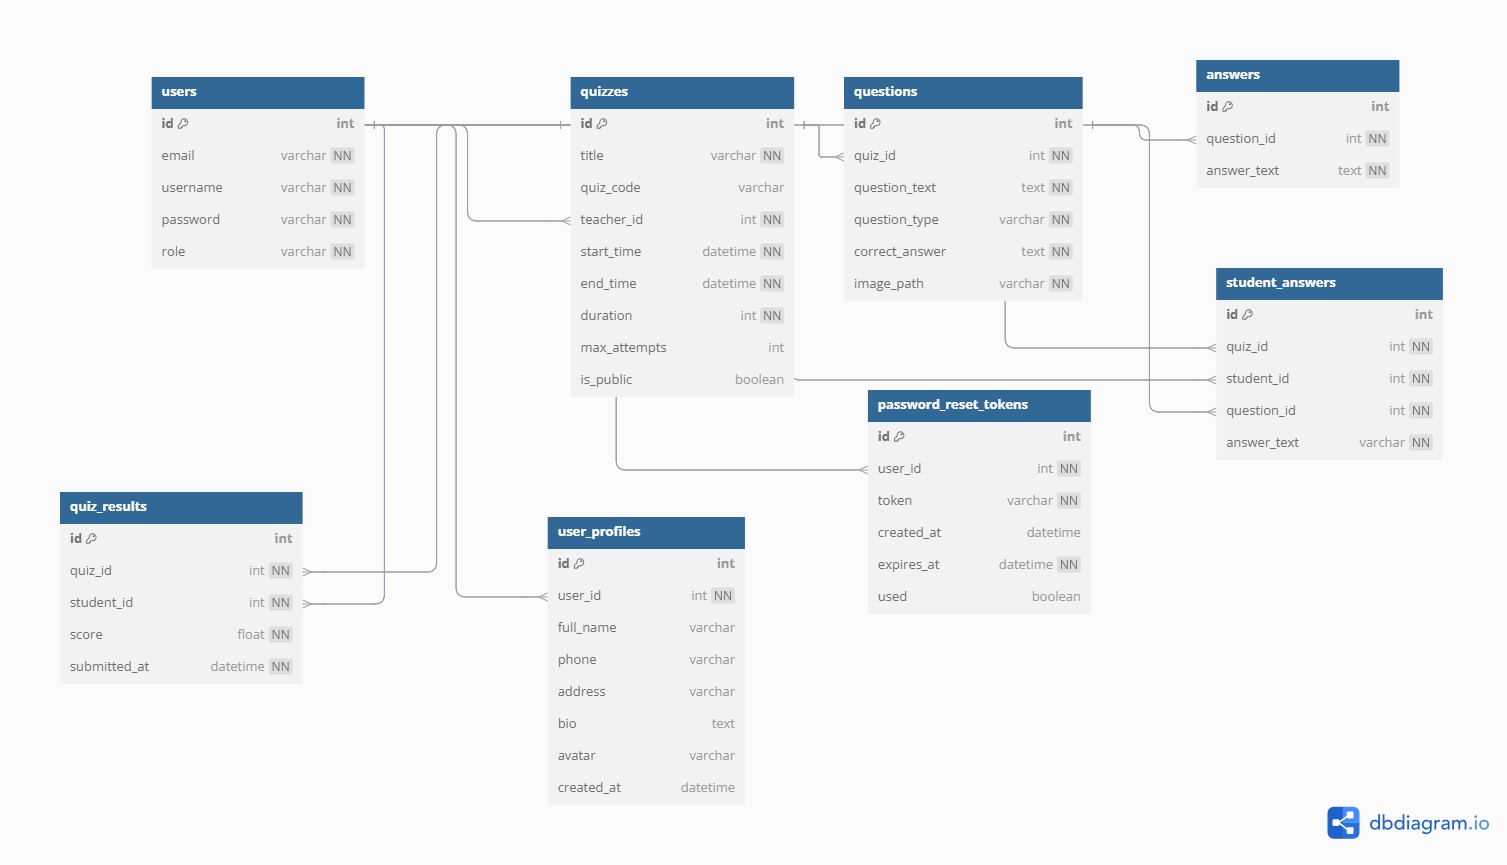 users
id int
email varchar NN
username varchar NN
password varchar NN
role varchar NN
quizzes
id int
title varchar NN
quiz_code varchar
teacher_id int NN
start_time datetime NN
end_time datetime NN
duration int NN
max_attempts int
is_public boolean
questions
id int
quiz_id int NN
question_text text NN
question_type varchar NN
correct_answer text NN
image_path varchar NN
answers
id int
question_id int NN
answer_text text NN
student_answers
id int
quiz_id int NN
student_id int NN
question_id int NN
answer_text varchar NN
password_reset_tokens
id int
user_id int NN
token varchar NN
created_at datetime
expires_at datetime NN
used boolean
quiz_results
id int
quiz_id int NN
student_id int NN
score float NN
submitted_at datetime NN
user_profiles
id int
user_id int NN
full_name varchar
phone varchar
address varchar
bio text
avatar varchar
created_at datetime
dbdiagram.io